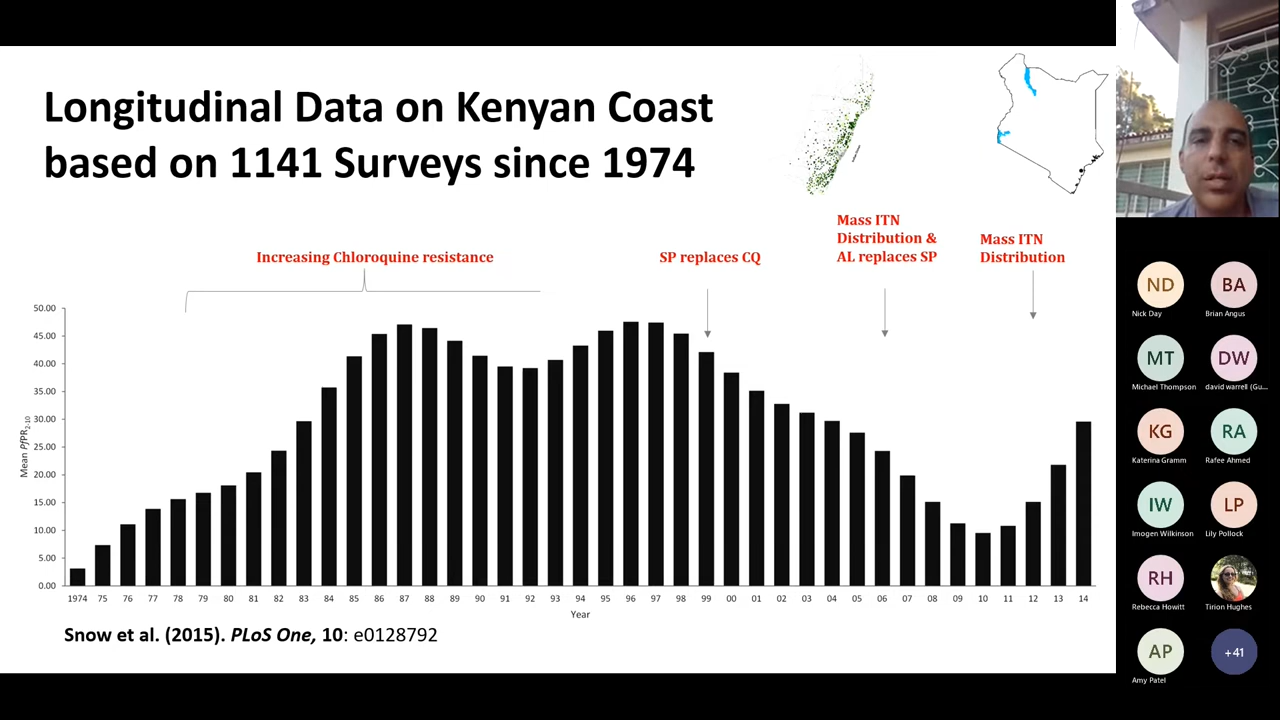 Longitudinal Data on Kenyan Coast
based on 1141 Surveys since 1974
Increasing Chloroquine resistance
SP replaces CQ
Mass ITN
Distribution &
AL replaces SP
Mass ITN
Distribution
50.00
45.00
40.00
35.00
30.00
25.00
20.00
15.00
10.00
5.00
0.00
Mean PfPR2-10
1974 75 76 77 78 79 80 81 82 83 84 85 86 87 88 89 90 91 92 93 94 95 96 97 98 99 00 01 02 03 04 05 06 07 08 09 10 11 12 13 14
Year
Snow et al. (2015). PLoS One, 10: e0128792
ND BA
Nick Day Brian Angus
MT DW
Michael Thompson david warrell (Gu...
KG RA
Katerina Gramm Rafee Ahmed
IW LP
Imogen Wilkinson Lily Pollock
RH
Rebecca Howitt Tirion Hughes
AP +41
Amy Patel